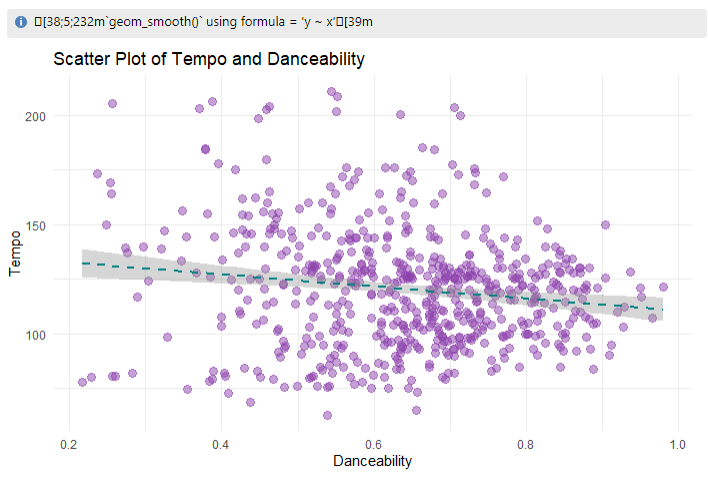 [38;5;232m`geom_smooth()` using formula = 'y ~ x'[39m
Scatter Plot of Tempo and Danceability
200
150
100
Tempo
0.2 0.4 0.6 0.8 1.0
Danceability